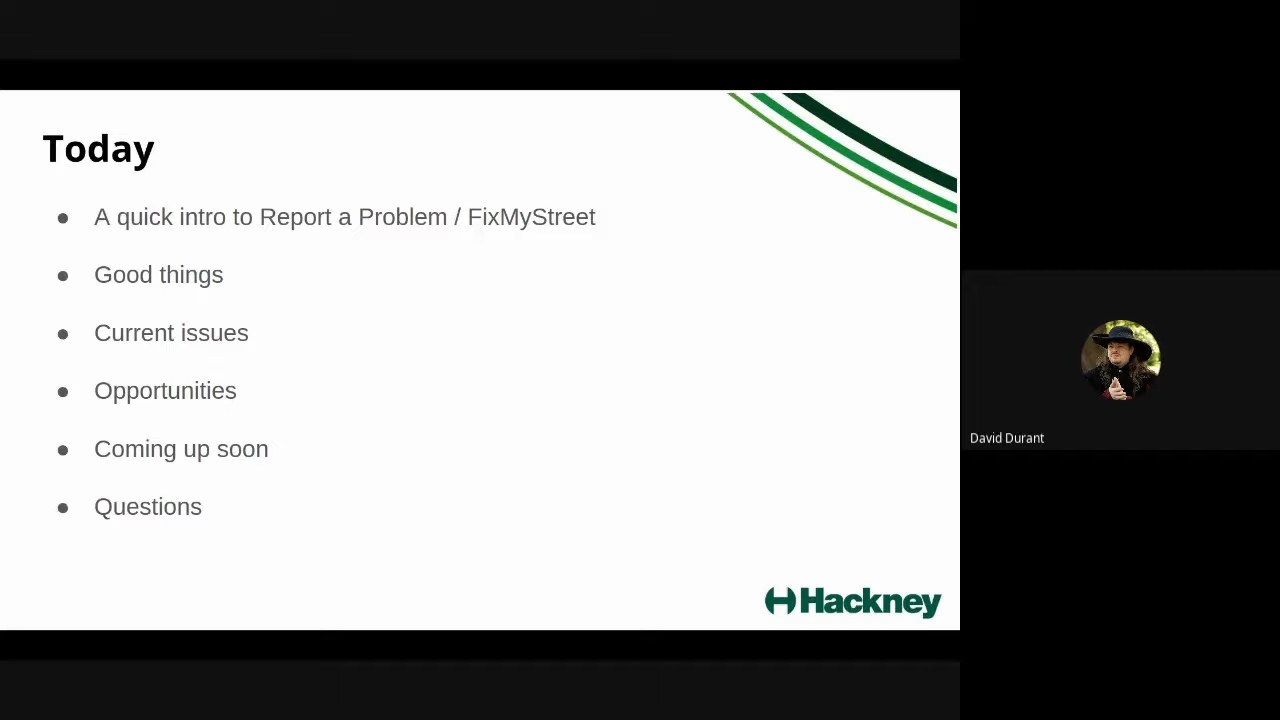 Today
● A quick intro to Report a Problem / FixMyStreet
● Good things
● Current issues
● Opportunities
● Coming up soon
● Questions
Hackney
David Durant